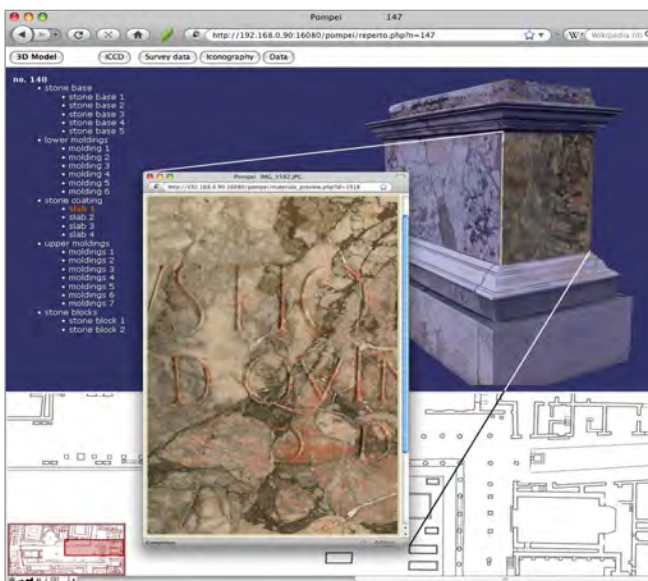 Pompei 147
http://192.168.0.90:16080/pompei/reperto.php?n=147
3D Model
ICCD
Survey data
Iconography
Data
no. 140
stone base
stone base 1
stone base 2
stone base 3
stone base 4
stone base 5
lower moldings
molding 1
molding 2
molding 3
molding 4
molding 5
molding 6
stone coating
slab 1
slab 2
slab 3
slab 4
upper moldings
moldings 1
moldings 2
moldings 3
moldings 4
moldings 5
moldings 6
moldings 7
stone blocks
stone block 1
stone block 2
Pompei IMG_3582.JPG
http://192.168.0.90:16080/pompei/materials_preview.php?id=1918
VSTICI
D D